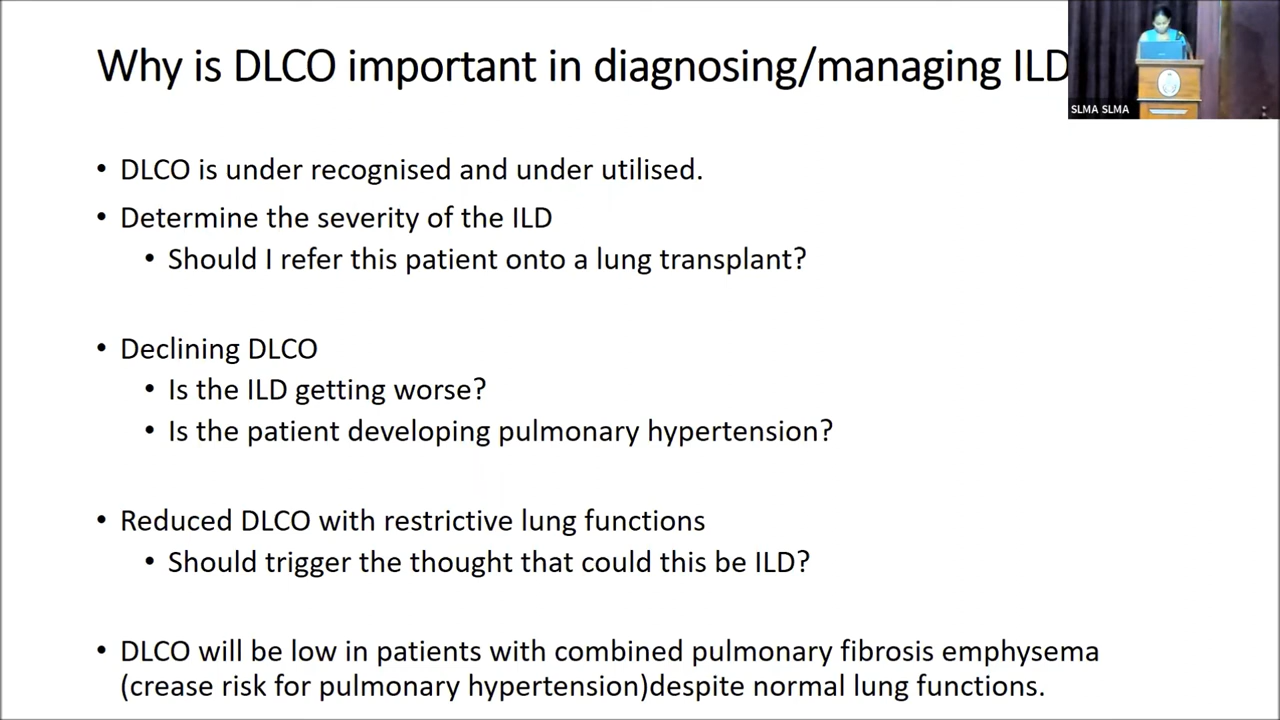 Why is DLCO important in diagnosing/managing ILD
SLMA SLMA
• DLCO is under recognised and under utilised.
• Determine the severity of the ILD
• Should I refer this patient onto a lung transplant?
• Declining DLCO
• Is the ILD getting worse?
• Is the patient developing pulmonary hypertension?
• Reduced DLCO with restrictive lung functions
• Should trigger the thought that could this be ILD?
• DLCO will be low in patients with combined pulmonary fibrosis emphysema
(crease risk for pulmonary hypertension)despite normal lung functions.